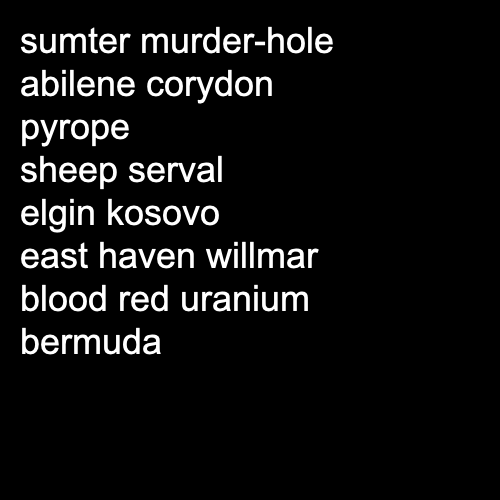 sumter murder-hole
abilene corydon
pyrope
sheep serval
elgin kosovo
east haven willmar
blood red uranium
bermuda